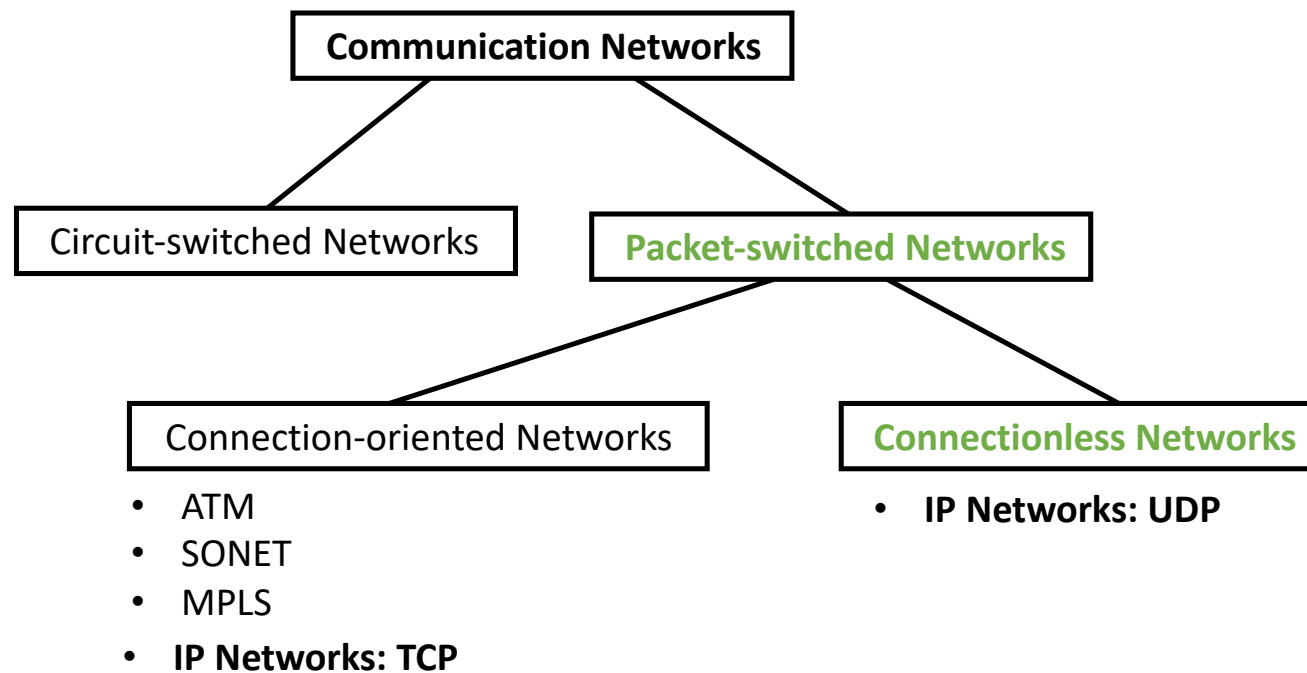 Communication Networks
Circuit-switched Networks
Packet-switched Networks
Connection-oriented Networks
• ATM
• SONET
• MPLS
• IP Networks: TCP
Connectionless Networks
• IP Networks: UDP